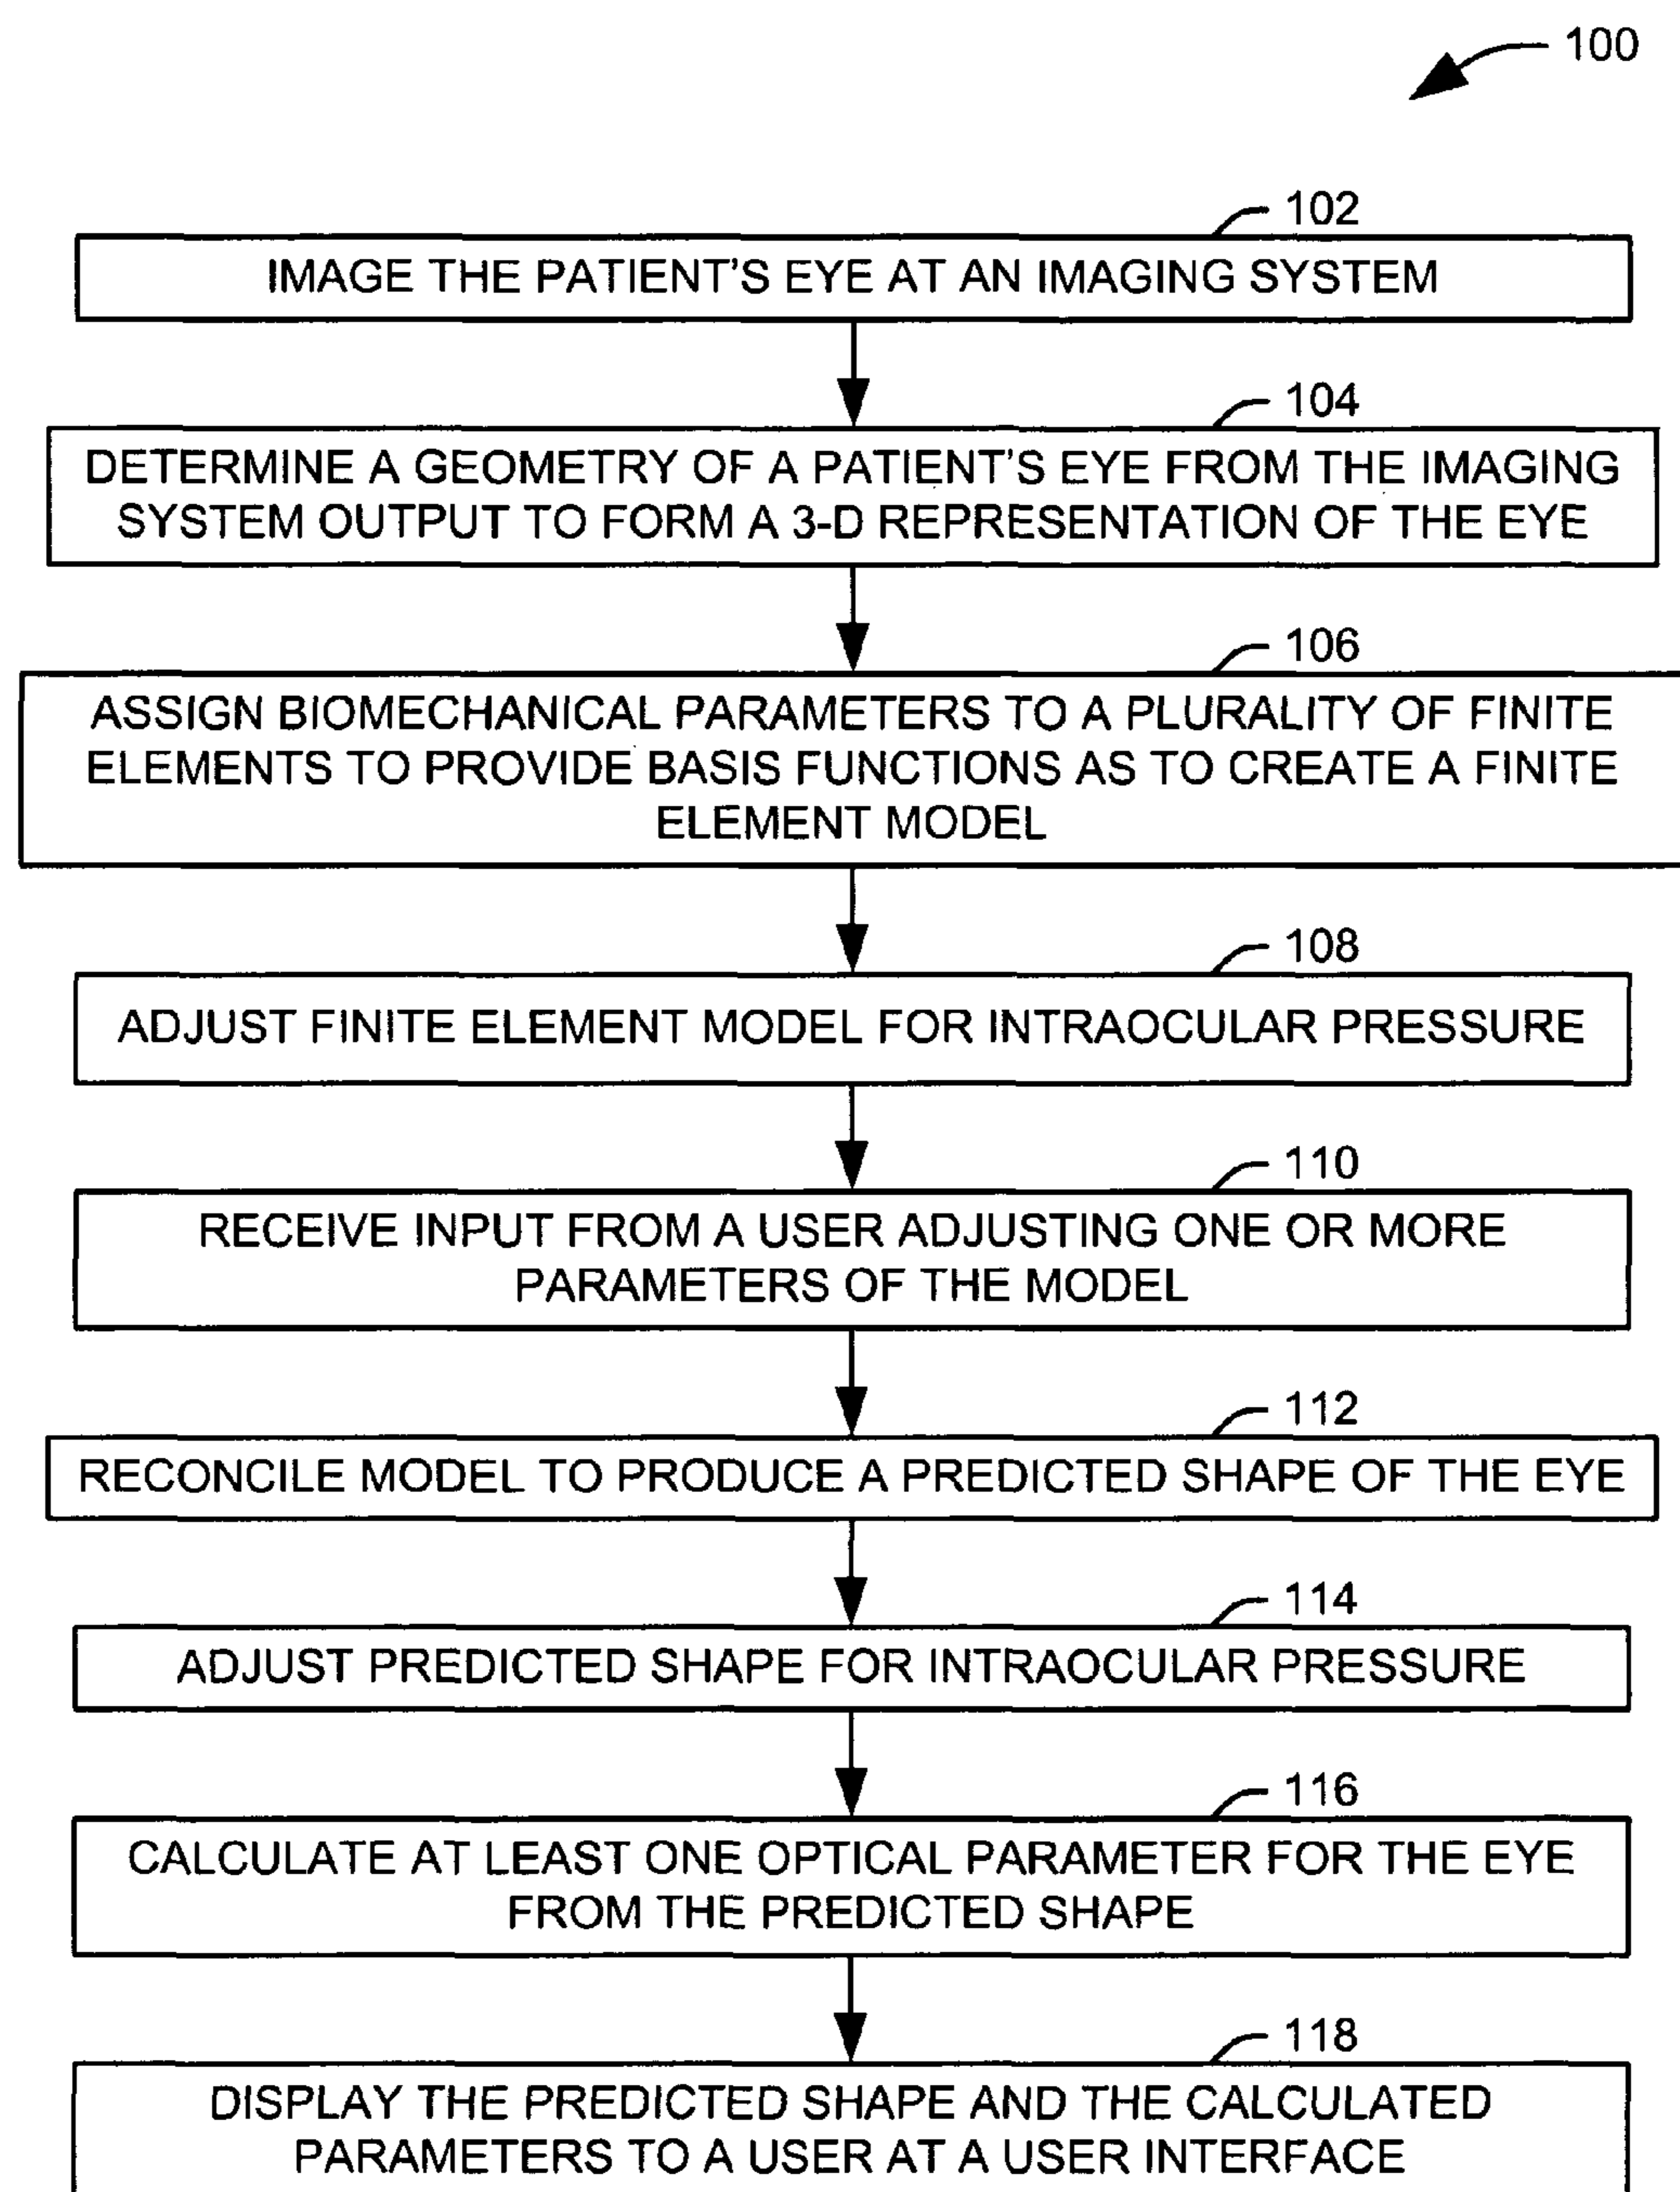 100
102
IMAGE THE PATIENT'S EYE AT AN IMAGING SYSTEM
104
DETERMINE A GEOMETRY OF A PATIENT'S EYE FROM THE IMAGING
SYSTEM OUTPUT TO FORM A 3-D REPRESENTATION OF THE EYE
106
ASSIGN BIOMECHANICAL PARAMETERS TO A PLURALITY OF FINITE
ELEMENTS TO PROVIDE BASIS FUNCTIONS AS TO CREATE A FINITE
ELEMENT MODEL
108
ADJUST FINITE ELEMENT MODEL FOR INTRAOCULAR PRESSURE
110
RECEIVE INPUT FROM A USER ADJUSTING ONE OR MORE
PARAMETERS OF THE MODEL
112
RECONCILE MODEL TO PRODUCE A PREDICTED SHAPE OF THE EYE
114
ADJUST PREDICTED SHAPE FOR INTRAOCULAR PRESSURE
116
CALCULATE AT LEAST ONE OPTICAL PARAMETER FOR THE EYE
FROM THE PREDICTED SHAPE
118
DISPLAY THE PREDICTED SHAPE AND THE CALCULATED
PARAMETERS TO A USER AT A USER INTERFACE